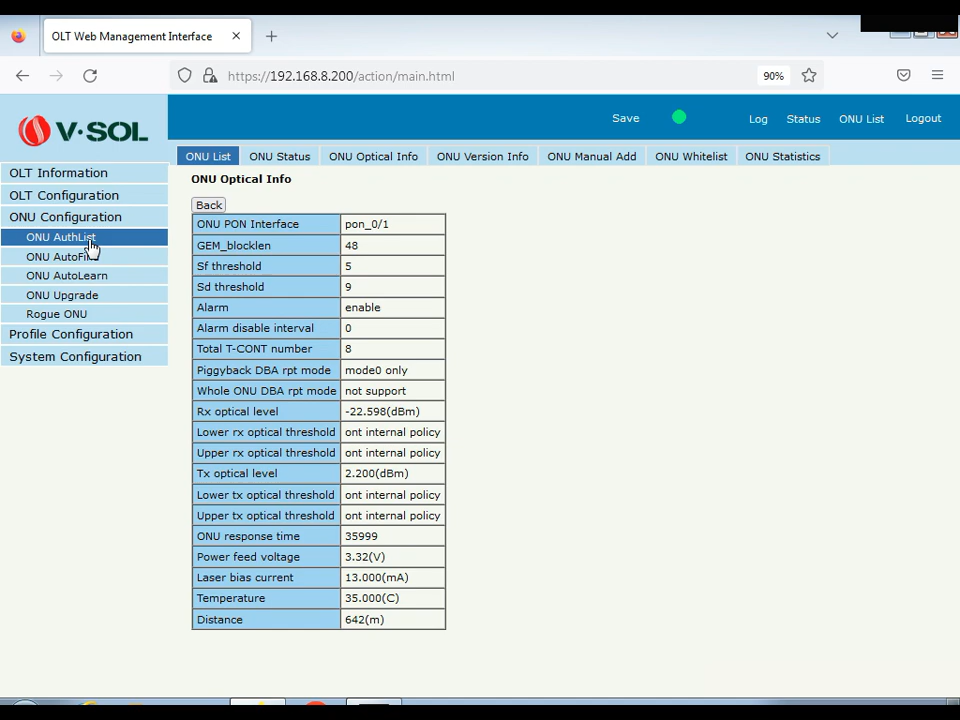 OLT Web Management Interface
https://192.168.8.200/action/main.html
90%
V·SOL
Save
Log
Status
ONU List
Logout
ONU List
ONU Status
ONU Optical Info
ONU Version Info
ONU Manual Add
ONU Whitelist
ONU Statistics
OLT Information
OLT Configuration
ONU Configuration
ONU AuthList
ONU AutoFind
ONU AutoLearn
ONU Upgrade
Rogue ONU
Profile Configuration
System Configuration
ONU Optical Info
Back
ONU PON Interface pon_0/1
GEM_blocklen 48
Sf threshold 5
Sd threshold 9
Alarm enable
Alarm disable interval 0
Total T-CONT number 8
Piggyback DBA rpt mode mode0 only
Whole ONU DBA rpt mode not support
Rx optical level -22.598(dBm)
Lower rx optical threshold ont internal policy
Upper rx optical threshold ont internal policy
Tx optical level 2.200(dBm)
Lower tx optical threshold ont internal policy
Upper tx optical threshold ont internal policy
ONU response time 35999
Power feed voltage 3.32(V)
Laser bias current 13.000(mA)
Temperature 35.000(C)
Distance 642(m)